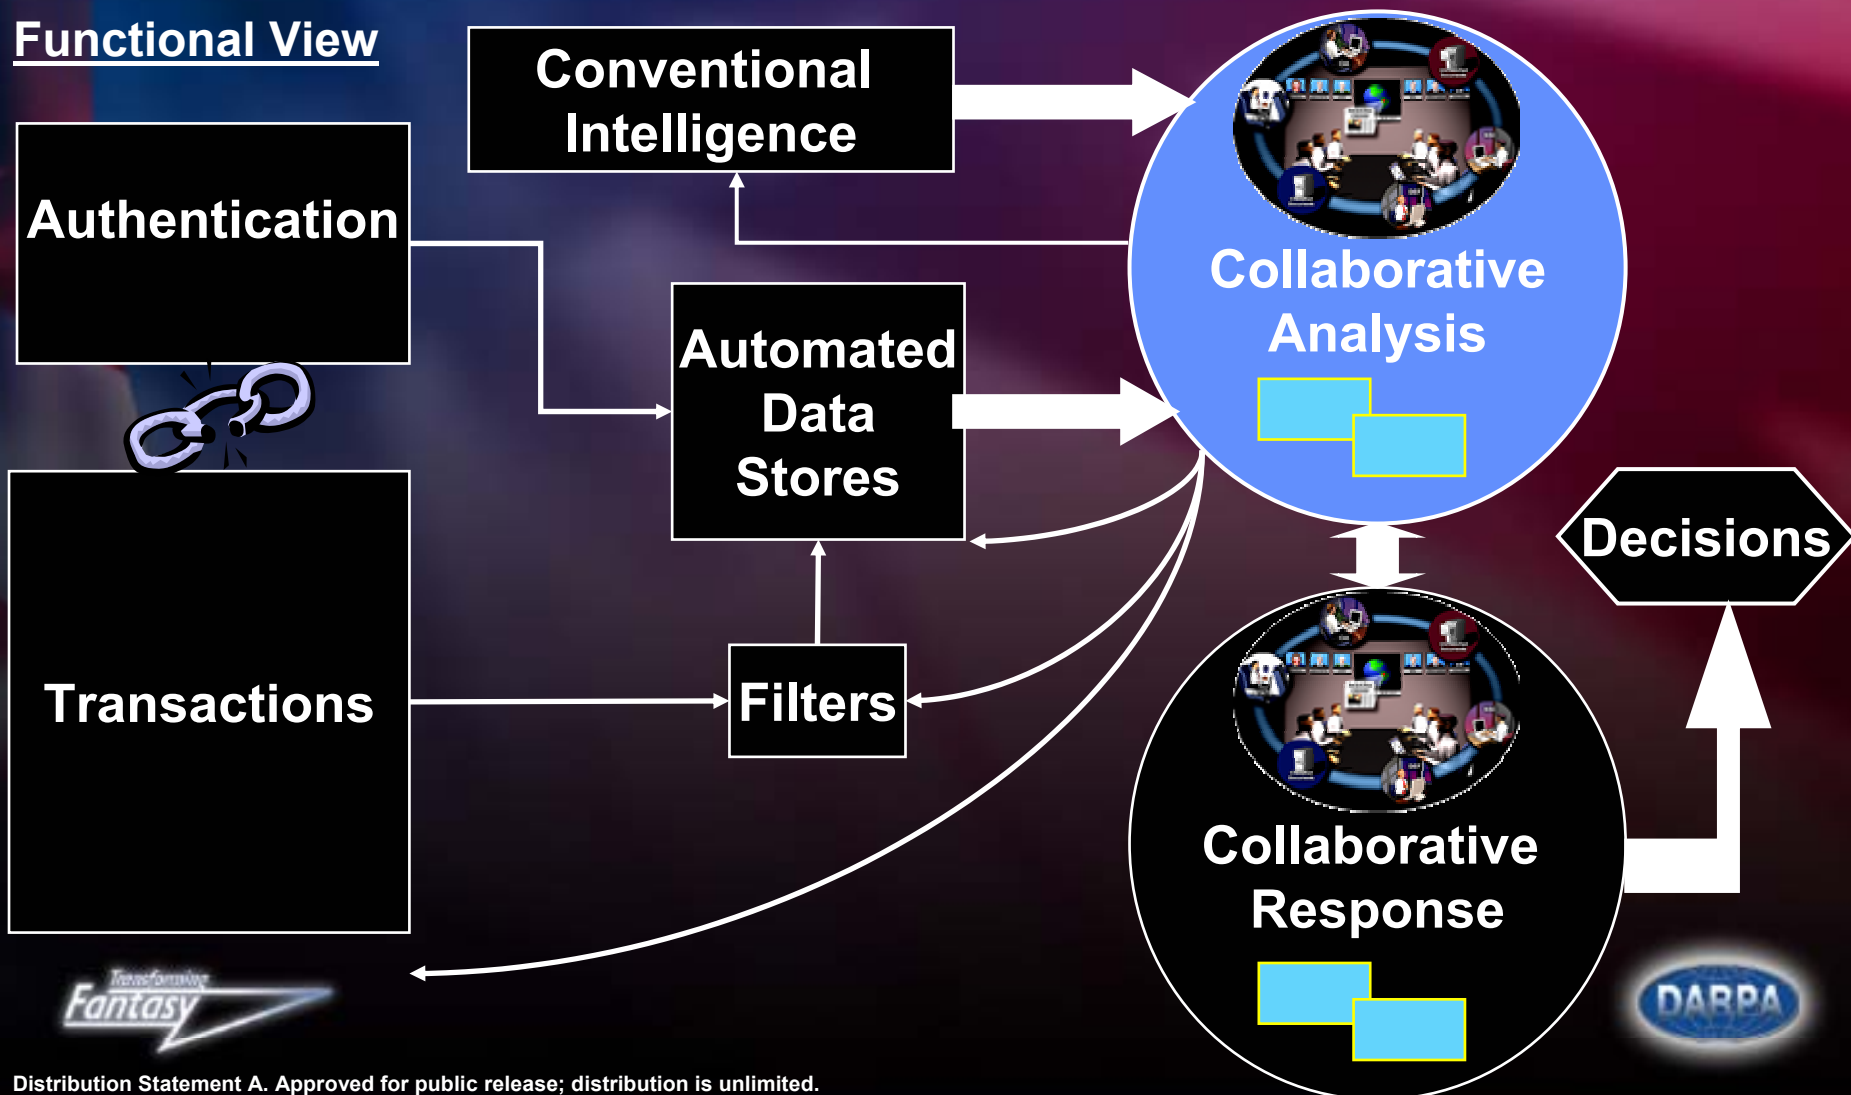 Functional View
Conventional
Intelligence
Authentication
Collaborative
Analysis
Automated
Data
Stores
Decisions
Transactions
Filters
Collaborative
Response
Transforming
Fantasy
DARPA
Distribution Statement A. Approved for public release; distribution is unlimited.